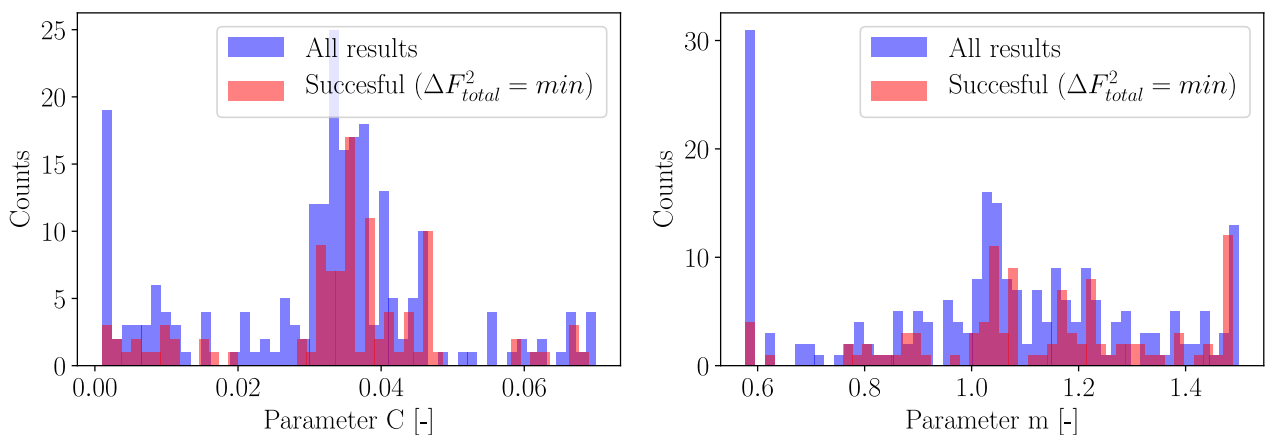 25
20
15
10
5
0
Counts
All results
Succesful (ΔF²_total = min)
0.00 0.02 0.04 0.06
Parameter C [-]
30
20
10
0
Counts
All results
Succesful (ΔF²_total = min)
0.6 0.8 1.0 1.2 1.4
Parameter m [-]